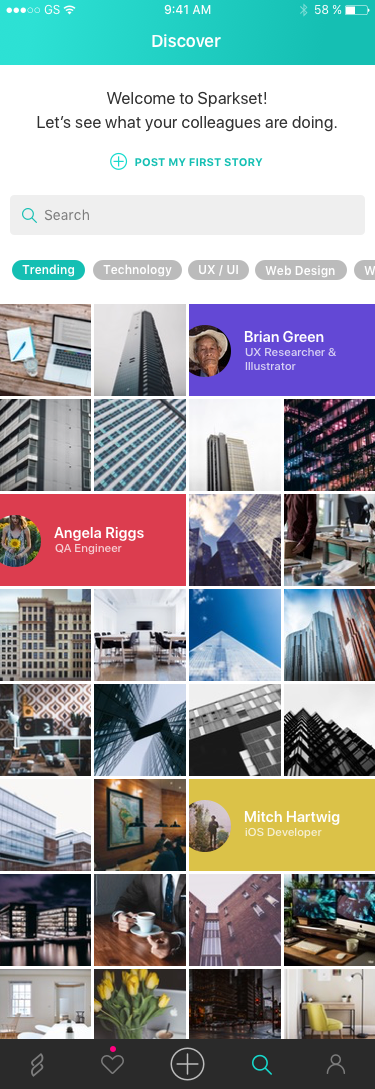 GS 9:41 AM 58 %
Discover
Welcome to Sparkset!
Let's see what your colleagues are doing.
POST MY FIRST STORY
Search
Trending Technology UX / UI Web Design W
Brian Green
UX Researcher &
Illustrator
Angela Riggs
QA Engineer
Mitch Hartwig
iOS Developer